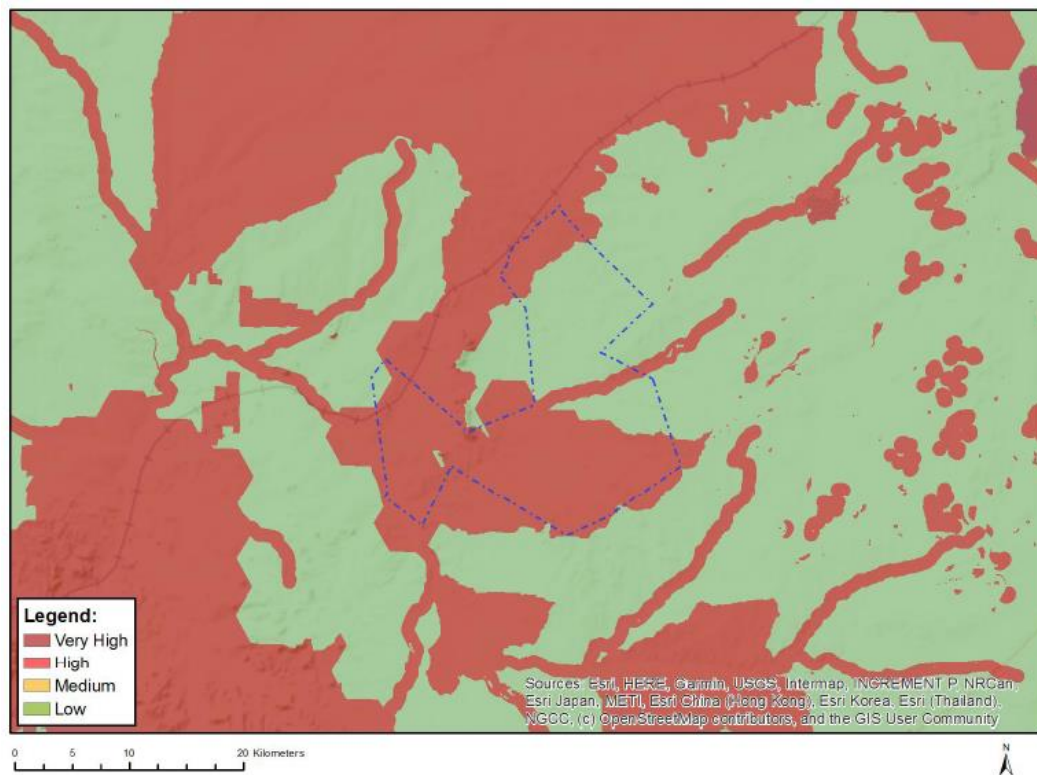 Legend:
Very High
High
Medium
Low
Sources: Esri, HERE, Garmin, USGS, Intermap, INCREMENT P, NRCan,
Esri Japan, METI, Esri China (Hong Kong), Esri Korea, Esri (Thailand),
NGCC, (c) OpenStreetMap contributors, and the GIS User Community
0 5 10 20 Kilometers
N